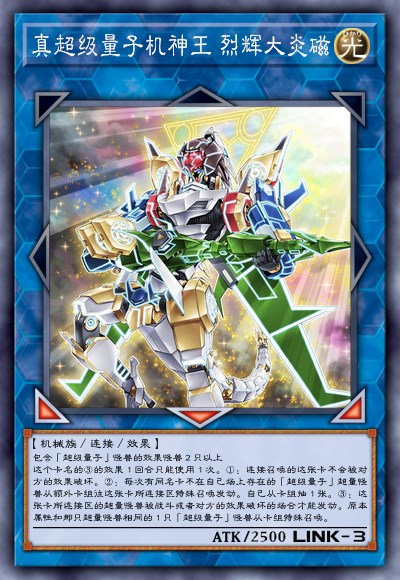 真超级量子机神王 烈辉大炎磁
光
【机械族／连接／效果】
包含「超级量子」怪兽的效果怪兽２只以上
这个卡名的③的效果１回合只能使用１次。①：连接召唤的这张卡不会被对
方的效果破坏。②：每次有同名卡不在自己场上存在的「超级量子」超量怪
兽从额外卡组往这张卡所连接区特殊召唤发动。自己从卡组抽１张。③：这
张卡所连接区的超量怪兽被战斗或者对方的效果破坏的场合才能发动。原本
属性和那只超量怪兽相同的１只「超级量子」怪兽从卡组特殊召唤。
ATK/2500 LINK-3